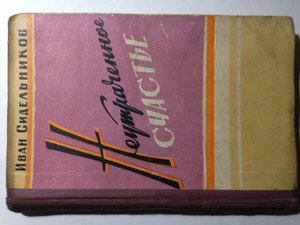 Иван Сидельников
Неутраченное
СЧАСТЬЕ